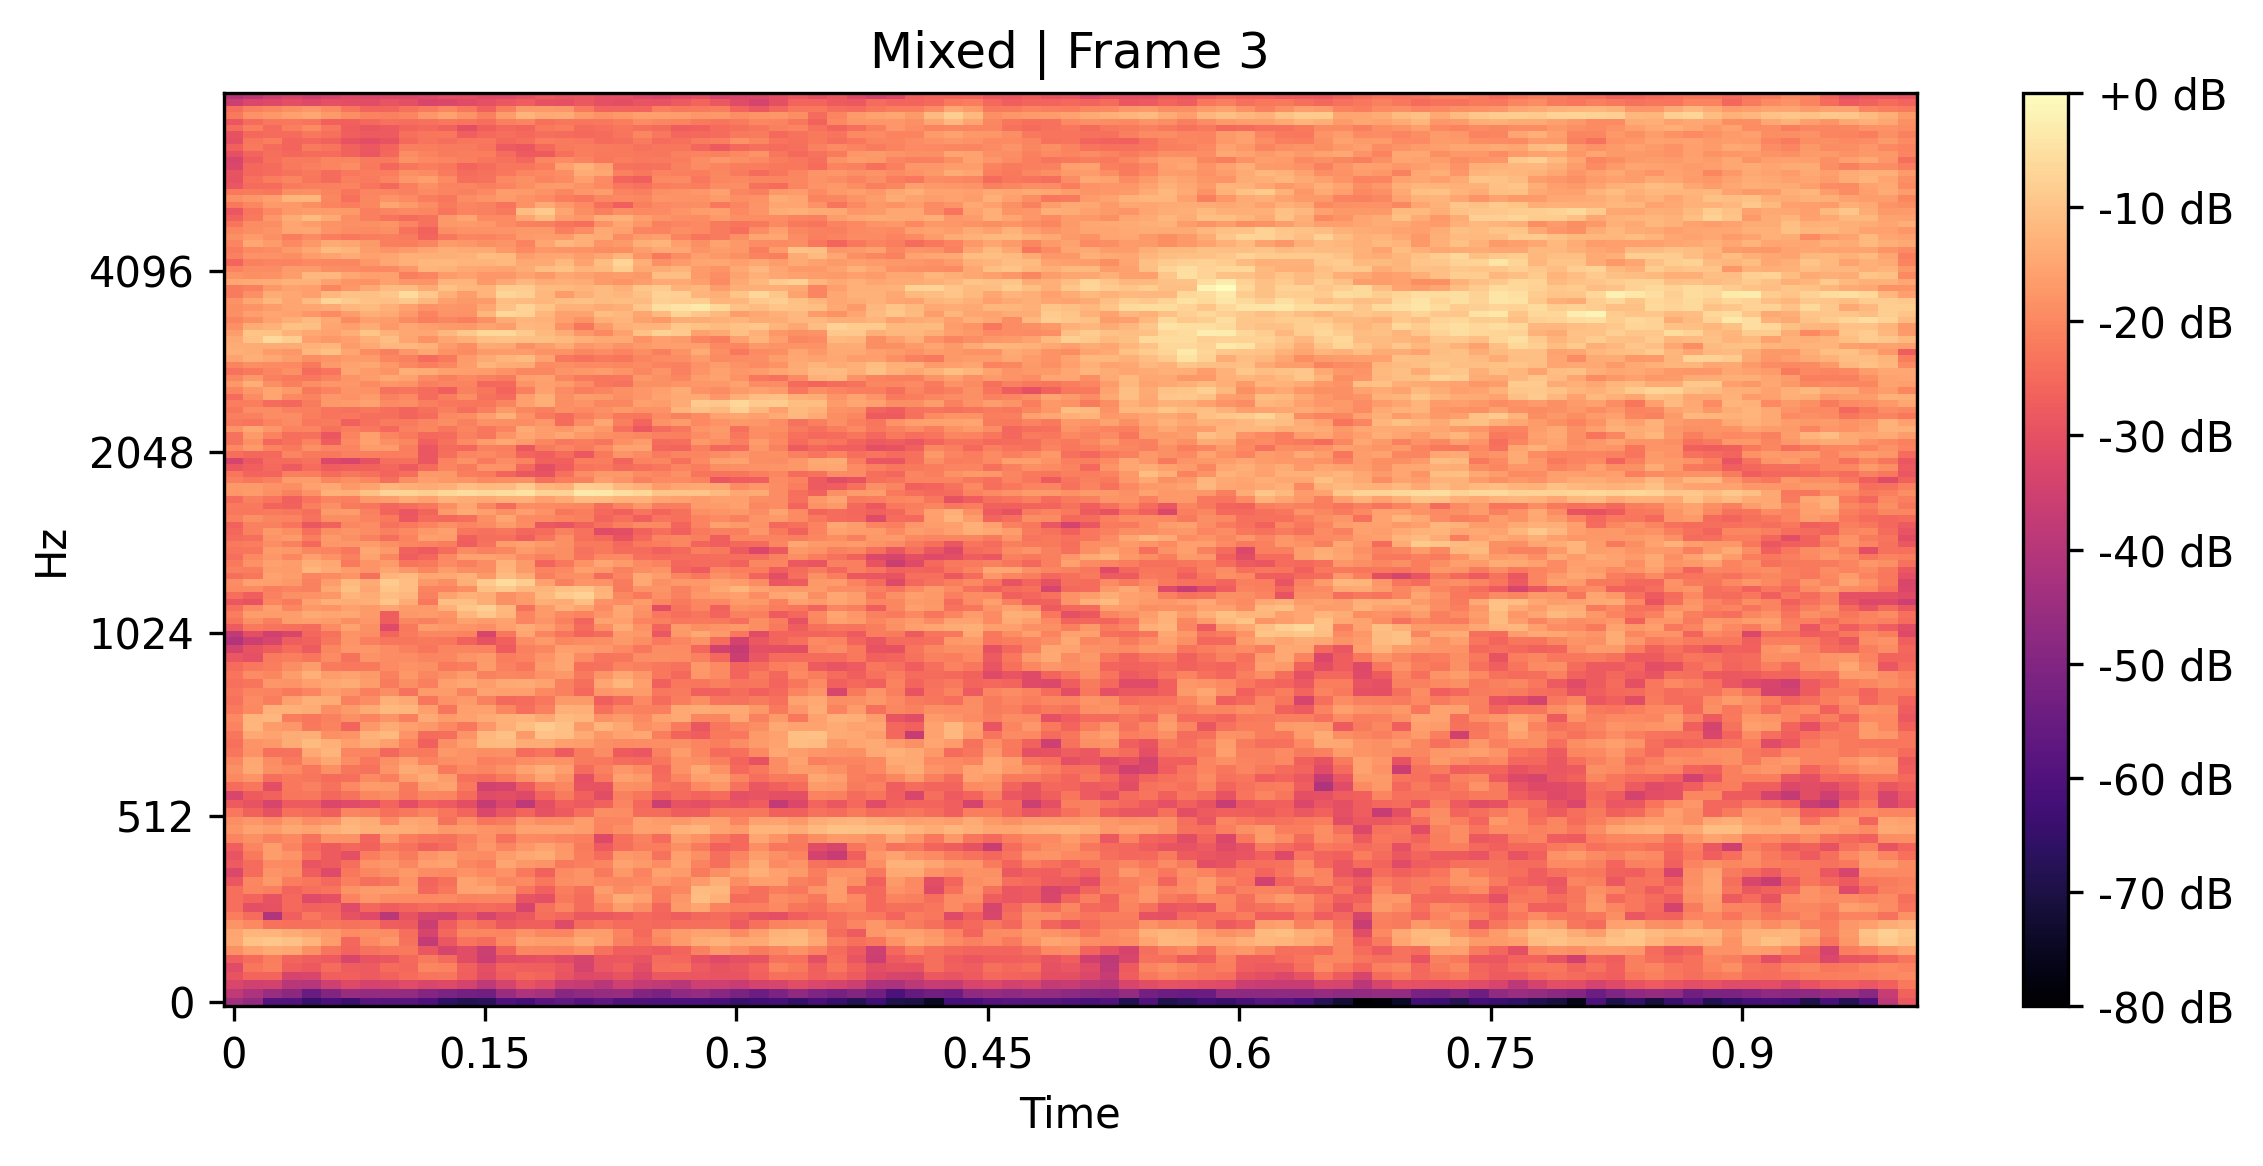 Mixed | Frame 3
+0 dB
-10 dB
-20 dB
-30 dB
-40 dB
-50 dB
-60 dB
-70 dB
-80 dB
Hz
4096
2048
1024
512
0
0 0.15 0.3 0.45 0.6 0.75 0.9
Time